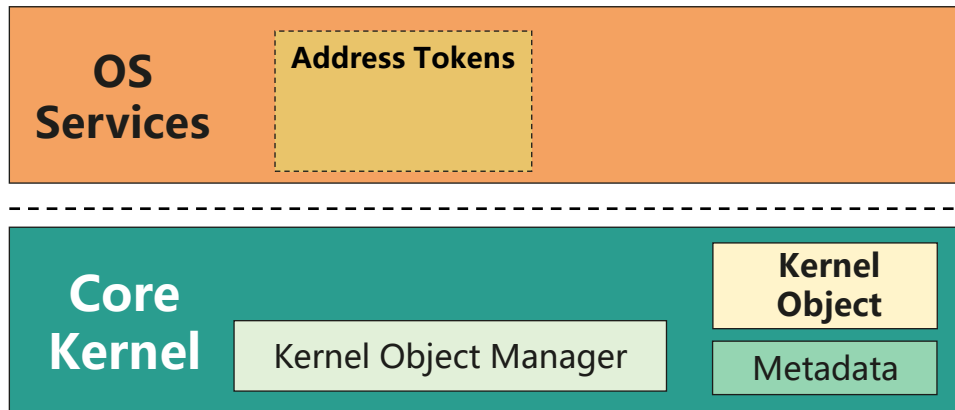 OS
Services
Address Tokens
Core
Kernel
Kernel Object Manager
Kernel
Object
Metadata